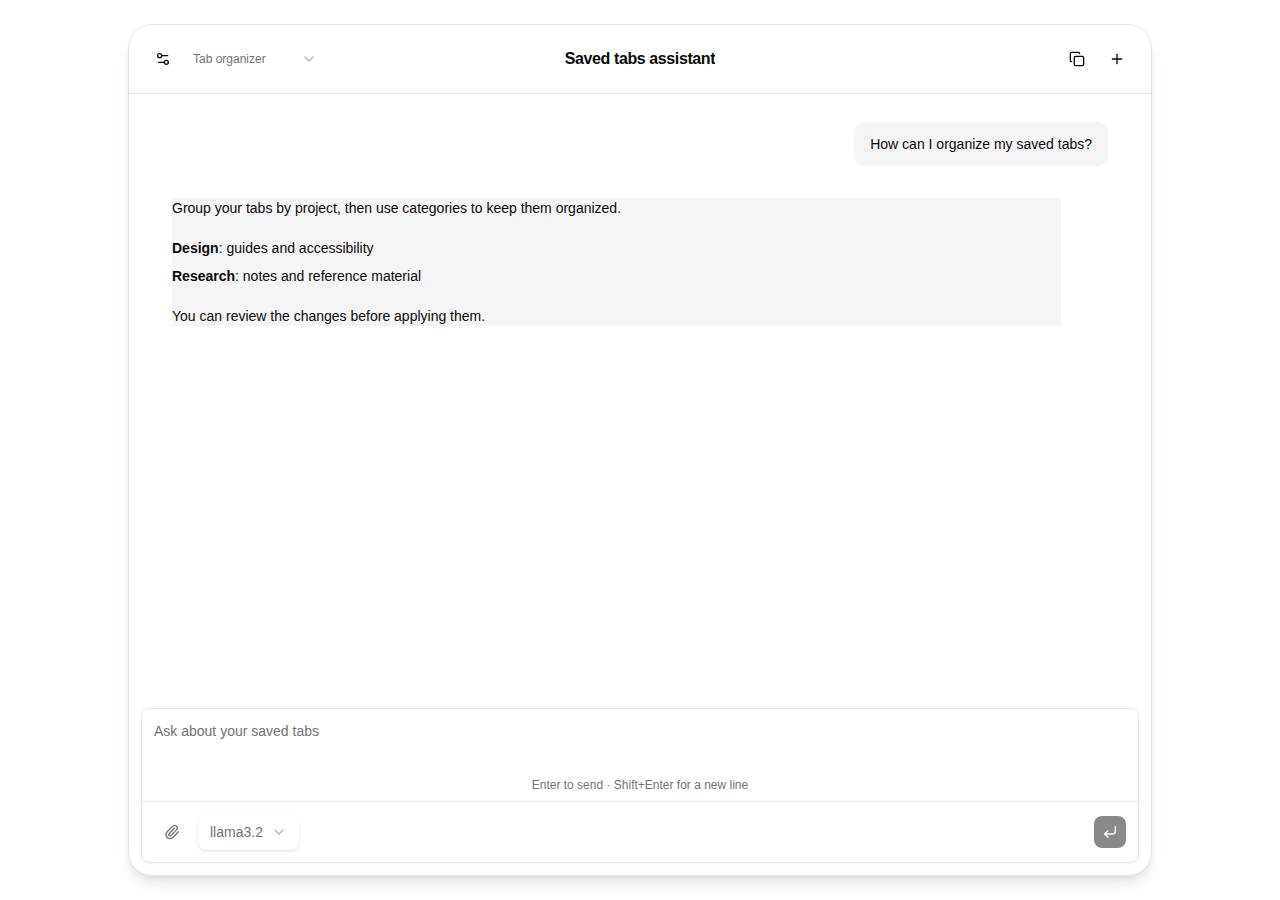 Tab organizer
Saved tabs assistant
How can I organize my saved tabs?
Group your tabs by project, then use categories to keep them organized.
Design: guides and accessibility
Research: notes and reference material
You can review the changes before applying them.
Ask about your saved tabs
Enter to send · Shift+Enter for a new line
llama3.2